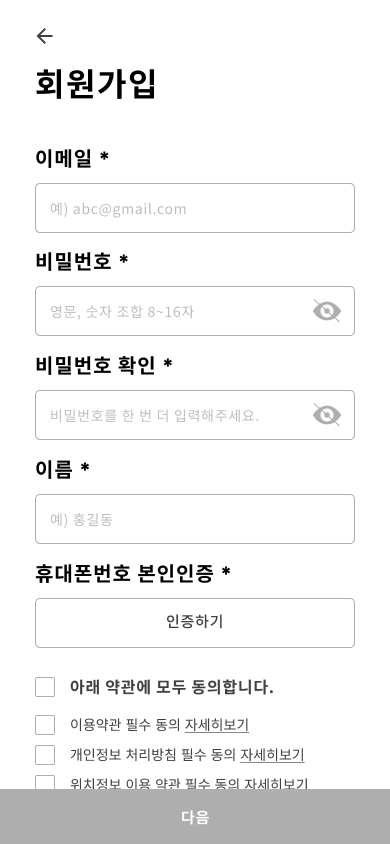 회원가입
이메일 *
예) abc@gmail.com
비밀번호 *
영문, 숫자 조합 8~16자
비밀번호 확인 *
비밀번호를 한 번 더 입력해주세요.
이름 *
예) 홍길동
휴대폰번호 본인인증 *
인증하기
아래 약관에 모두 동의합니다.
이용약관 필수 동의 자세히보기
개인정보 처리방침 필수 동의 자세히보기
위치정보 이용 약관 필수 동의 자세히보기
다음